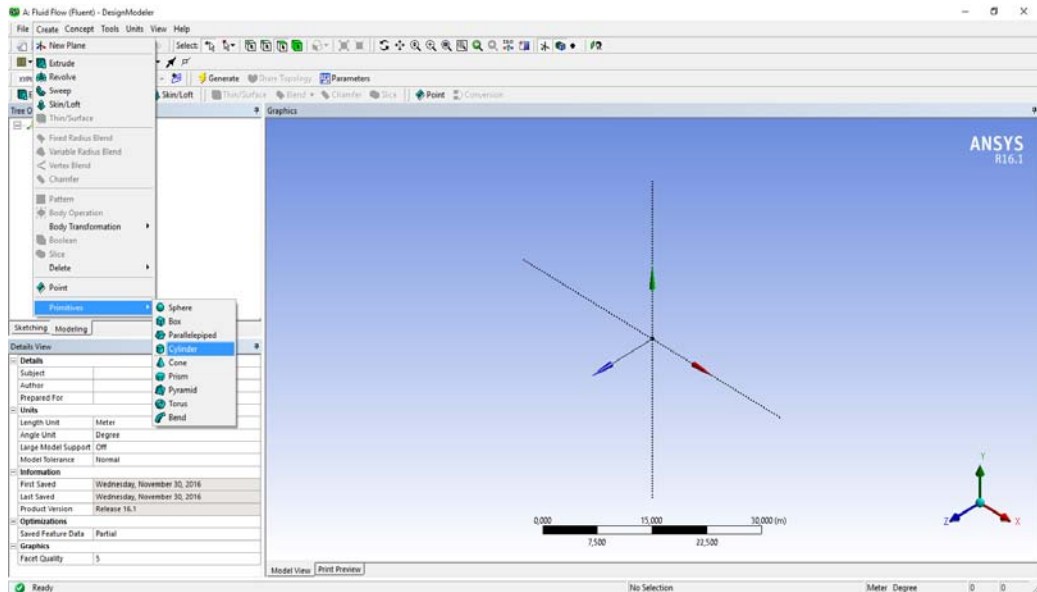 A: Fluid Flow (Fluent) - DesignModeler
File Create Concept Tools Units View Help
New Plane
Select:
Extrude
Revolve
Sweep
Skin/Loft
Thin/Surface
Fixed Radius Blend
Variable Radius Blend
Vertex Blend
Chamfer
Pattern
Body Operation
Body Transformation
Boolean
Slice
Delete
Point
Primitives
Sphere
Box
Parallelepiped
Cylinder
Cone
Prism
Pyramid
Torus
Bend
Generate Share Topology Parameters
Skin/Loft Thin/Surface Blend Chamfer Slice Point Conversion
Tree O
Graphics
ANSYS
R16.1
Sketching Modeling
Details View
Details
Subject
Author
Prepared For
Units
Length Unit Meter
Angle Unit Degree
Large Model Support Off
Model Tolerance Normal
Information
First Saved Wednesday, November 30, 2016
Last Saved Wednesday, November 30, 2016
Product Version Release 16.1
Optimizations
Saved Feature Data Partial
Graphics
Facet Quality 5
0,000 15,000 30,000 (m)
7,500 22,500
Y
Z X
Model View Print Preview
Ready No Selection Meter Degree 0 0